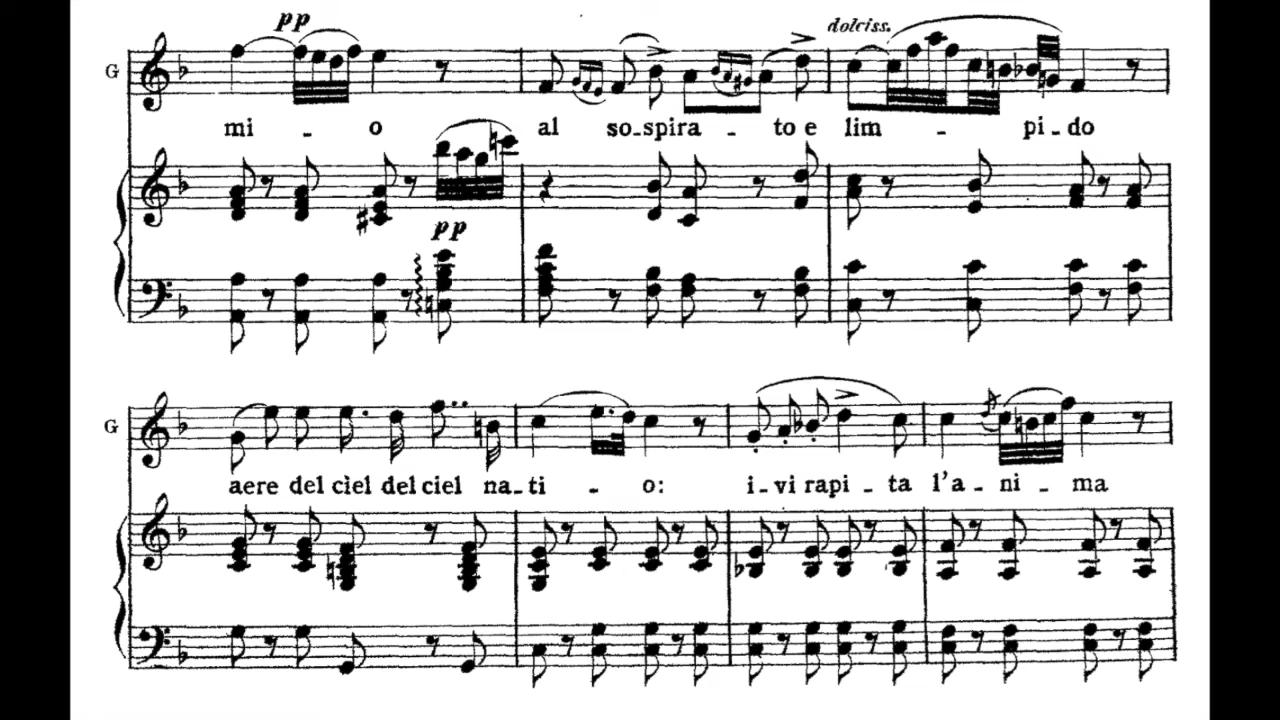 pp
dolciss.
G
mi - o al so-spira - to e lim - pi-do
pp
G
aere del ciel del ciel na-ti - o: i-vi rapi-ta l'a-ni-ma